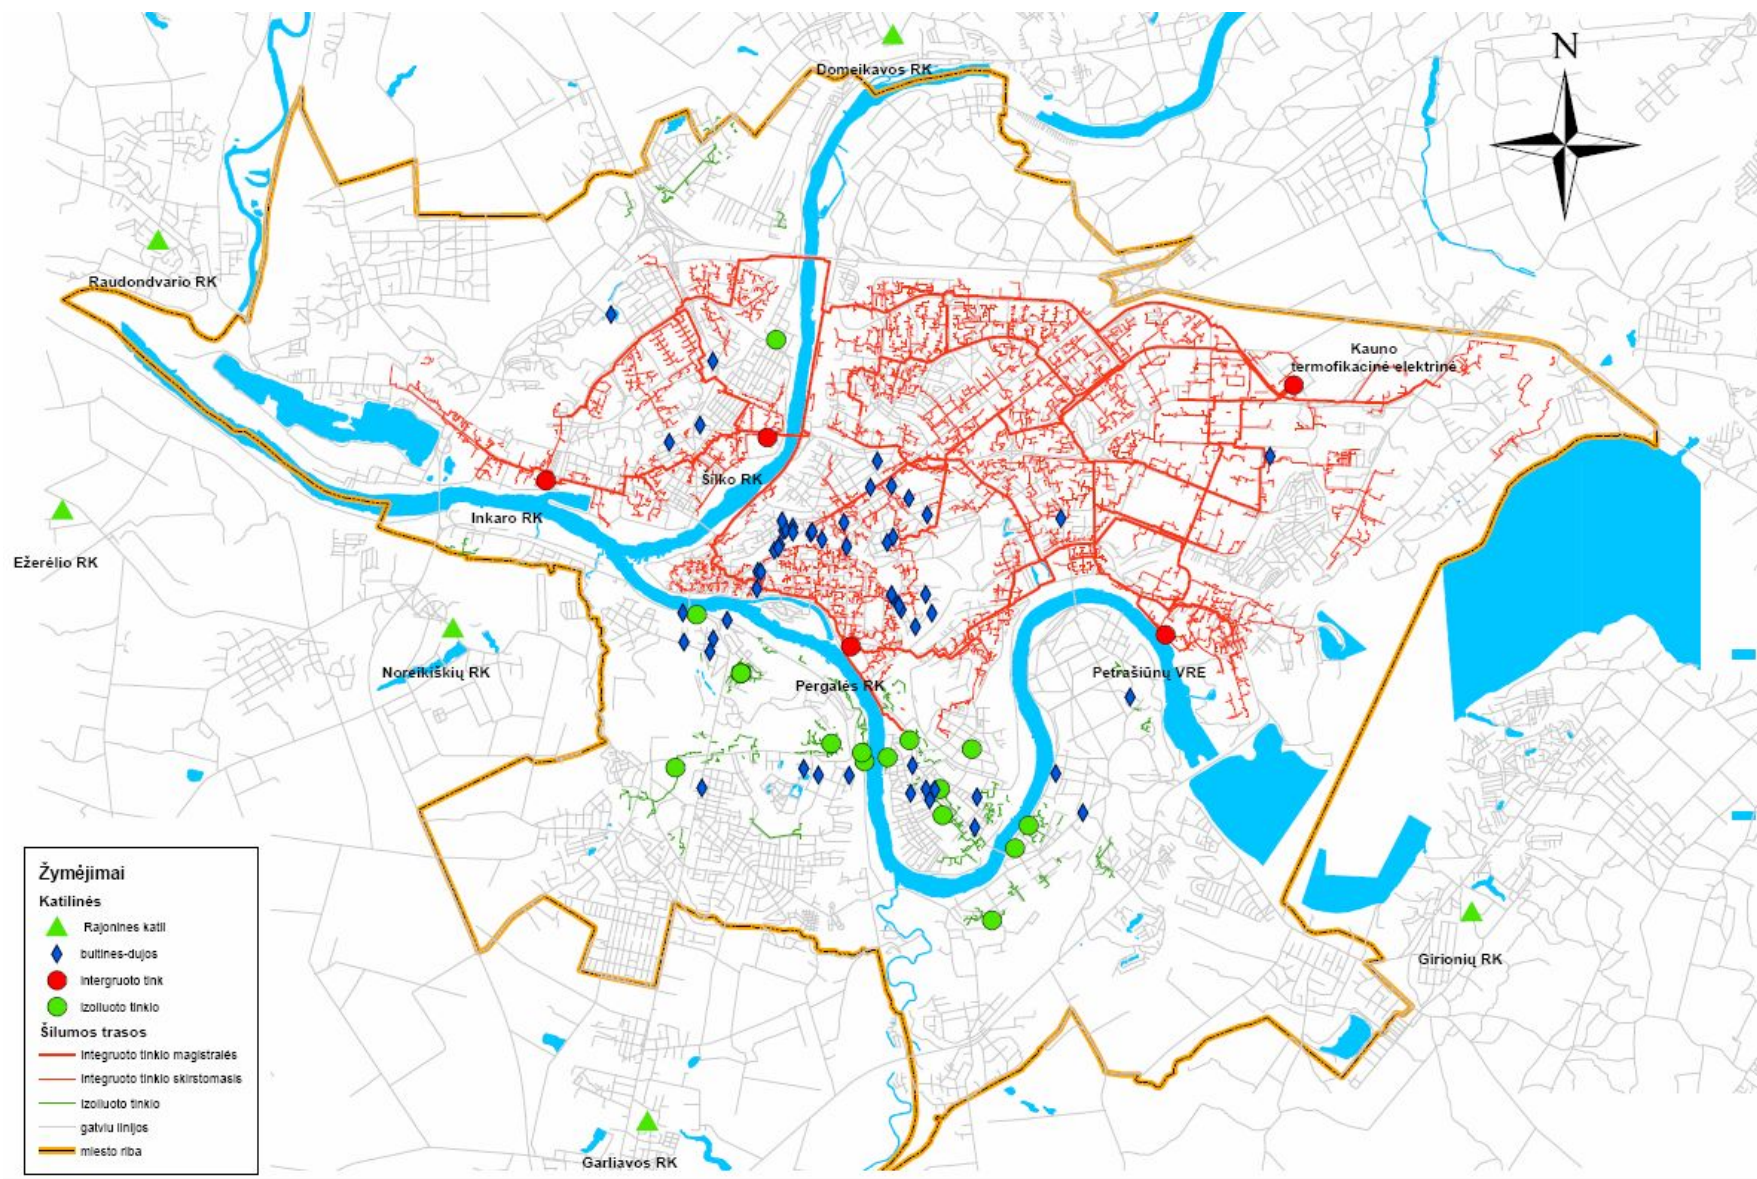 N
Domeikavos RK
Raudondvario RK
Kauno
termofikacinė elektrinė
Šilko RK
Inkaro RK
Ežerėlio RK
Noreikiškių RK
Pergalės RK
Petrašiūnų VRE
Girionių RK
Garliavos RK
Žymėjimai
Katilinės
Rajonines katil
buitines-dujos
Intergruoto tink
Izoliuoto tinklo
Šilumos trasos
Integruoto tinklo magistralės
Integruoto tinklo skirstomasis
Izoliuoto tinklo
gatviu linijos
miesto riba